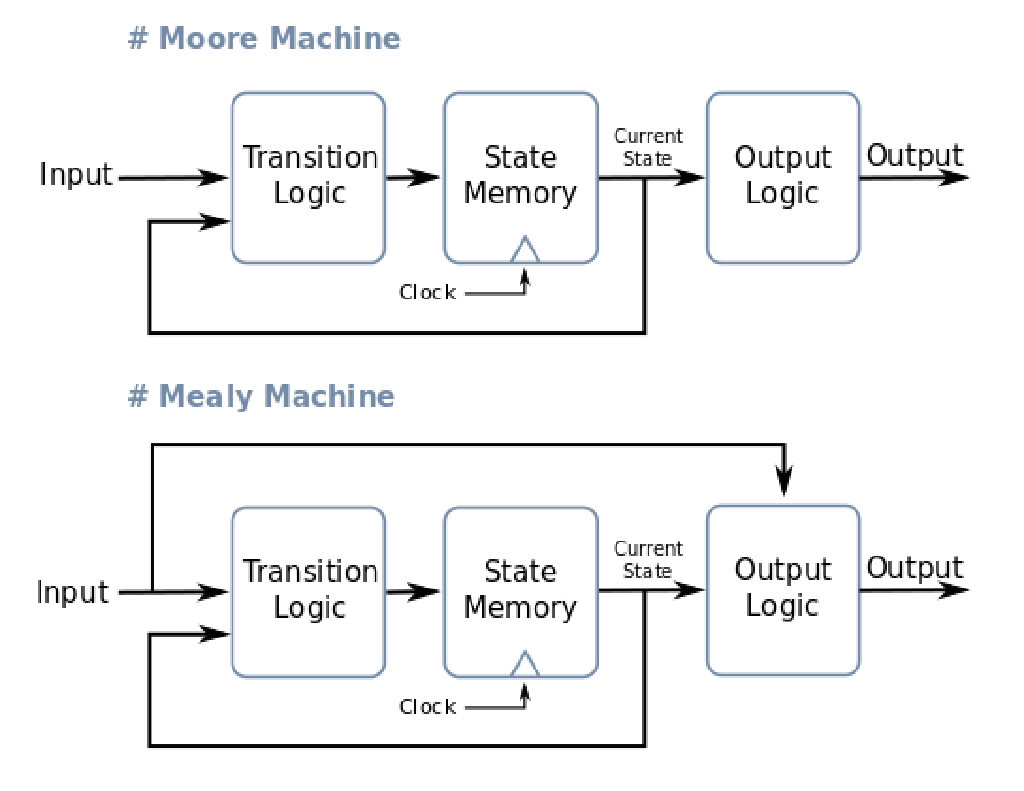 # Moore Machine
Input
Transition
Logic
State
Memory
Clock
Current
State
Output
Logic
Output
# Mealy Machine
Input
Transition
Logic
State
Memory
Clock
Current
State
Output
Logic
Output